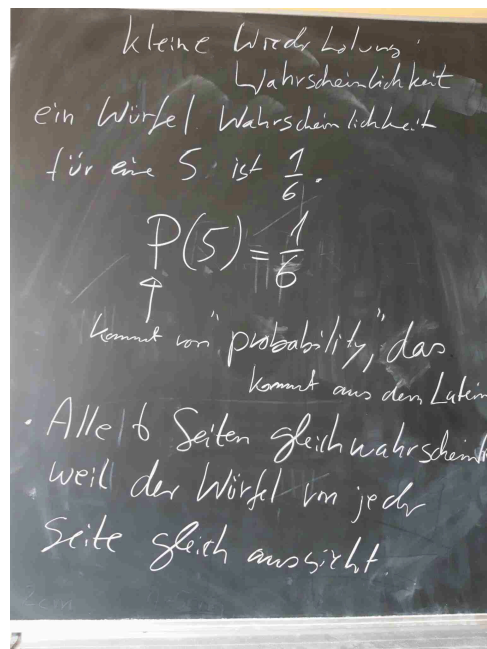 kleine Wiederholung:
Wahrscheinlichkeit
ein Würfel. Wahrscheinlichkeit
für eine 5 ist 1/6.
P(5) = 1/6
kommt von "probability", das
kommt aus dem Latein
• Alle 6 Seiten gleichwahrscheinli
weil der Würfel von jeder
Seite gleich aussieht.